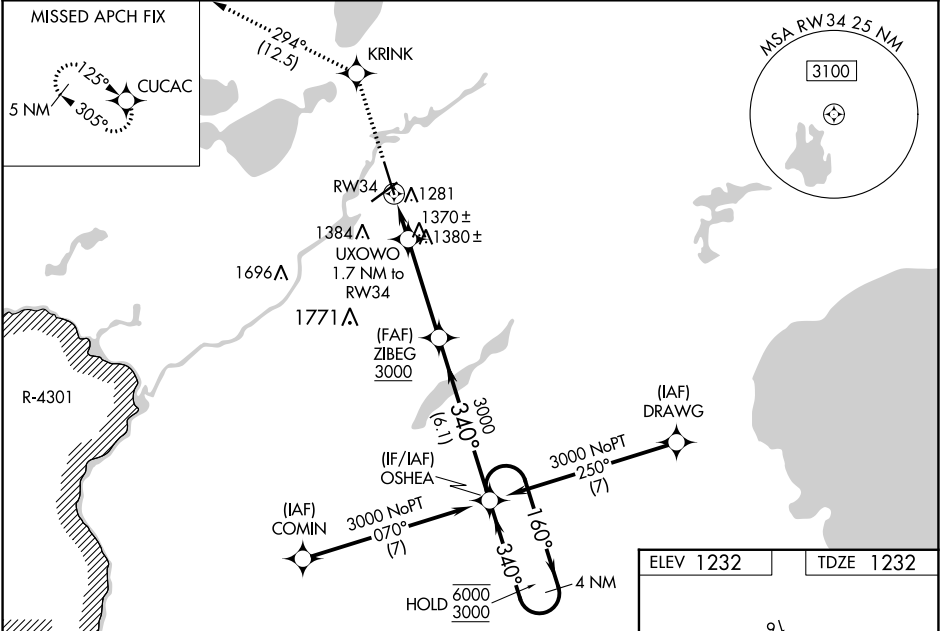 MISSED APCH FIX
125°
CUCAC
5 NM
305°
294°
(12.5)
KRINK
MSA RW34 25 NM
3100
RW34
1281
1370 ±
1384
1380 ±
UXOWO
1.7 NM to
RW34
1696
1771
(FAF)
ZIBEG
3000
R-4301
3000
340°
(6.1)
(IAF)
DRAWG
(IF/IAF)
OSHEA
3000 NoPT
250°
(7)
(IAF)
COMIN
3000 NoPT
070°
(7)
160°
340°
4 NM
HOLD
6000
3000
ELEV 1232
TDZE 1232